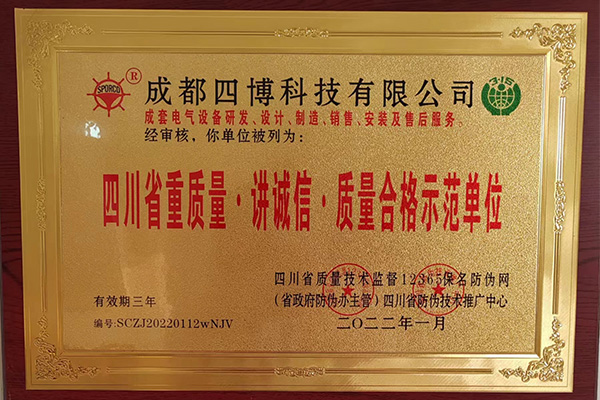 SPORCO ® 成都四博科技有限公司 3·15
成套电气设备研发、设计、制造、销售、安装及售后服务。
经审核，你单位被列为：
四川省重质量·讲诚信·质量合格示范单位
四川省质量技术监督12365保名防伪网
有效期三年
(省政府防伪办主管) 四川省防伪技术推广中心
编号:SCZJ20220112wNJV
二〇二二年一月